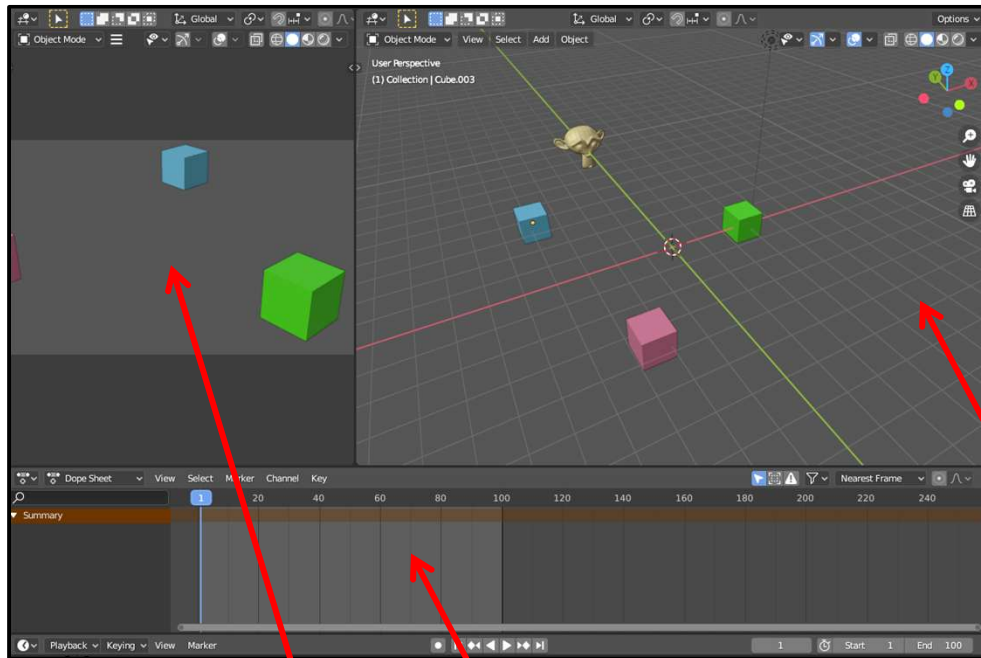 Global
Global
Options
Object Mode
Object Mode View Select Add Object
User Perspective
(1) Collection | Cube.003
Z
Y
X
Dope Sheet View Select Marker Channel Key
Nearest Frame
1 20 40 60 80 100 120 140 160 180 200 220 240
Summary
Playback Keying View Marker
1 Start 1 End 100